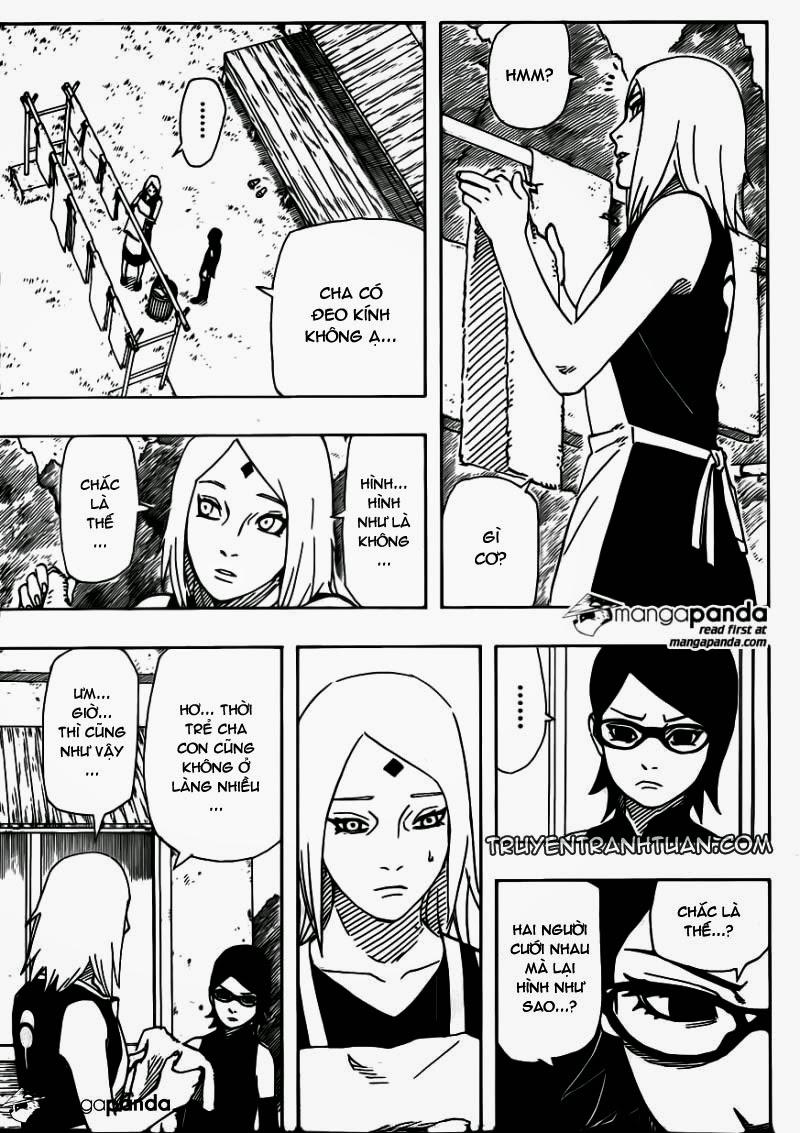 HMM?
GÌ
CƠ?
......
CHA CÓ
ĐEO KÍNH
KHÔNG Ạ...
HÌNH...
HÌNH
NHƯ LÀ
KHÔNG
...
CHẮC
LÀ
THẾ
...
mangapanda
read first at
mangapanda.com
......
TRUYENTRANHTUAN.COM
CHẮC LÀ
THẾ...?
HAI NGƯỜI
CƯỚI NHAU
MÀ LẠI
HÌNH NHƯ
SAO...?
HƠ... THỜI
TRẺ CHA
CON CŨNG
KHÔNG Ở
LÀNG NHIỀU
...
ƯM...
GIỜ...
THÌ CŨNG
NHƯ VẬY
...
mangapanda